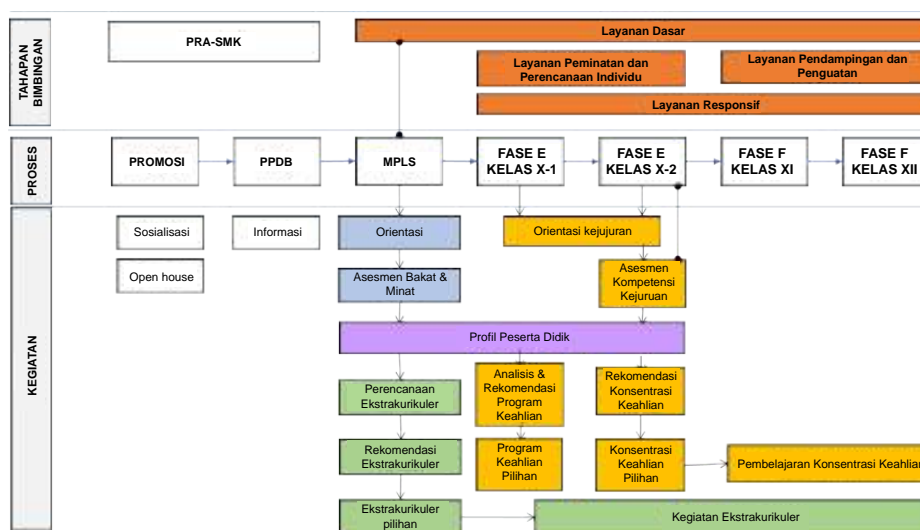 TAHAPAN
BIMBINGAN
PRA-SMK
Layanan Dasar
Layanan Peminatan dan
Perencanaan Individu
Layanan Pendampingan dan
Penguatan
Layanan Responsif
PROSES
PROMOSI
PPDB
MPLS
FASE E
KELAS X-1
FASE E
KELAS X-2
FASE F
KELAS XI
FASE F
KELAS XII
KEGIATAN
Sosialisasi
Informasi
Orientasi
Orientasi kejujuran
Open house
Asesmen Bakat &
Minat
Asesmen
Kompetensi
Kejuruan
Profil Peserta Didik
Perencanaan
Ekstrakurikuler
Analisis &
Rekomendasi
Program
Keahlian
Rekomendasi
Konsentrasi
Keahlian
Rekomendasi
Ekstrakurikuler
Program
Keahlian
Pilihan
Konsentrasi
Keahlian
Pilihan
Pembelajaran Konsentrasi Keahlian
Ekstrakurikuler
pilihan
Kegiatan Ekstrakurikuler